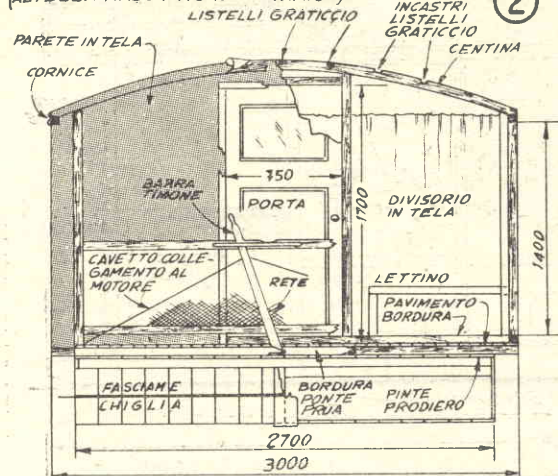 LISTELLI GRATICCIO
INCASTRI
LISTELLI
GRATICCIO
CENTINA
2
PARETE IN TELA
CORNICE
750
BARRA
TIMONE
PORTA
1700
DIVISORIO
IN TELA
1400
CAVETTO COLLE-
GAMENTO AL
MOTORE
RETE
LETTINO
PAVIMENTO
BORDURA
FASCIAME
CHIGLIA
BORDURA
PONTE
PRUA
PINTE
PRODIERO
2700
3000